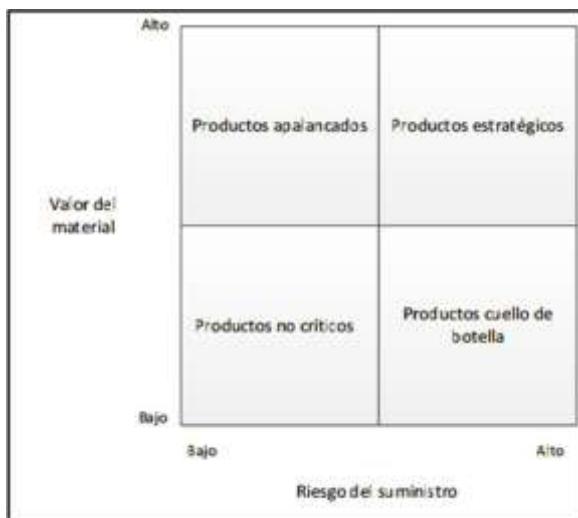 Alto
Productos apalancados
Productos estratégicos
Valor del
material
Productos no críticos
Productos cuello de
botella
Bajo
Bajo
Alto
Riesgo del suministro